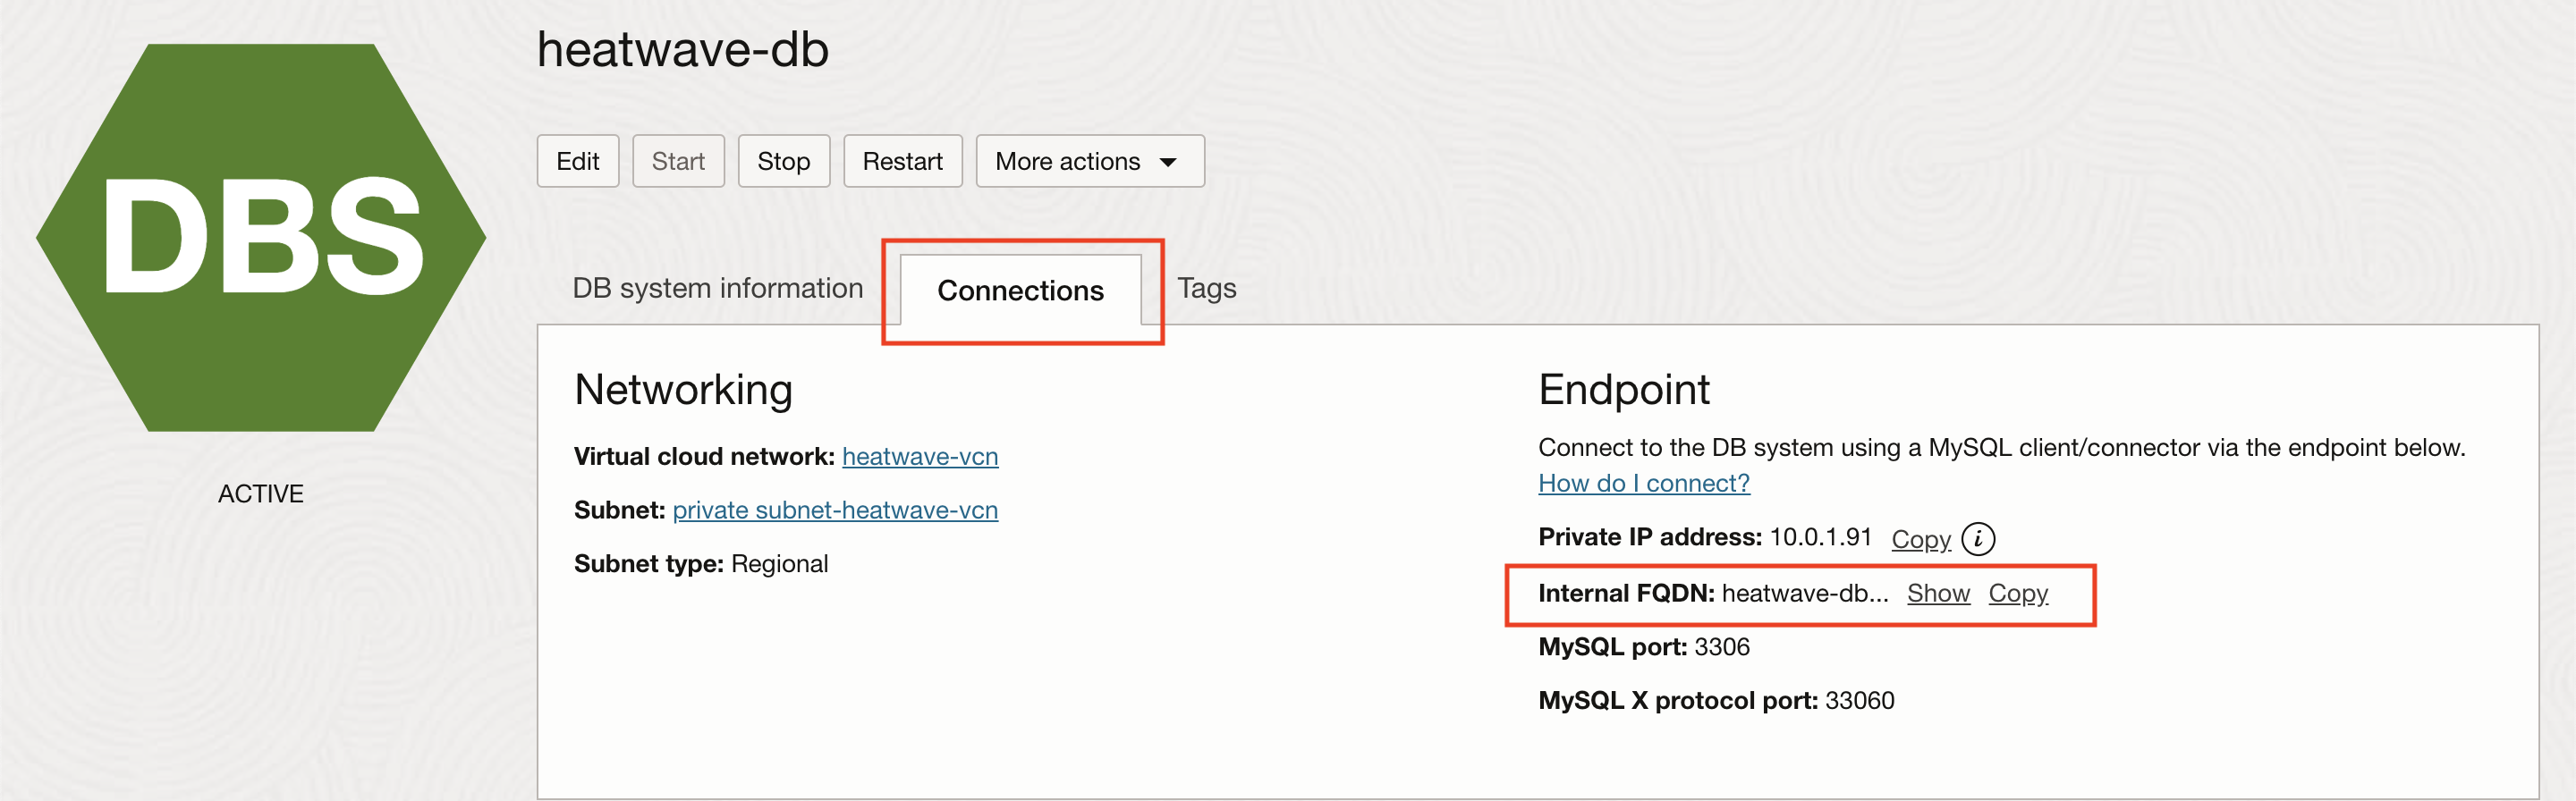 heatwave-db
DBS
ACTIVE
Edit Start Stop Restart More actions
DB system information Connections Tags
Networking
Virtual cloud network: heatwave-vcn
Subnet: private subnet-heatwave-vcn
Subnet type: Regional
Endpoint
Connect to the DB system using a MySQL client/connector via the endpoint below.
How do I connect?
Private IP address: 10.0.1.91 Copy i
Internal FQDN: heatwave-db... Show Copy
MySQL port: 3306
MySQL X protocol port: 33060